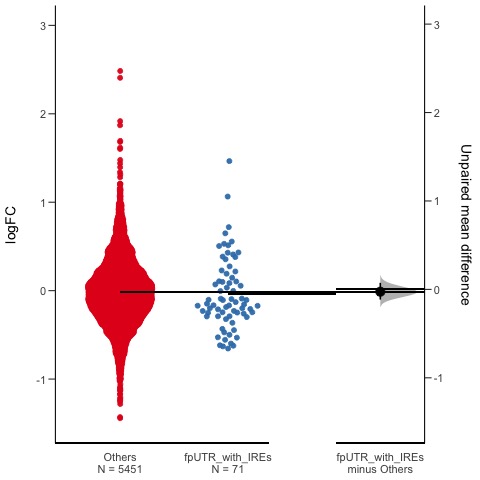 logFC
3
2
1
0
-1
3
2
1
0
-1
Unpaired mean difference
Others
N = 5451
fpUTR_with_IREs
N = 71
fpUTR_with_IREs
minus Others